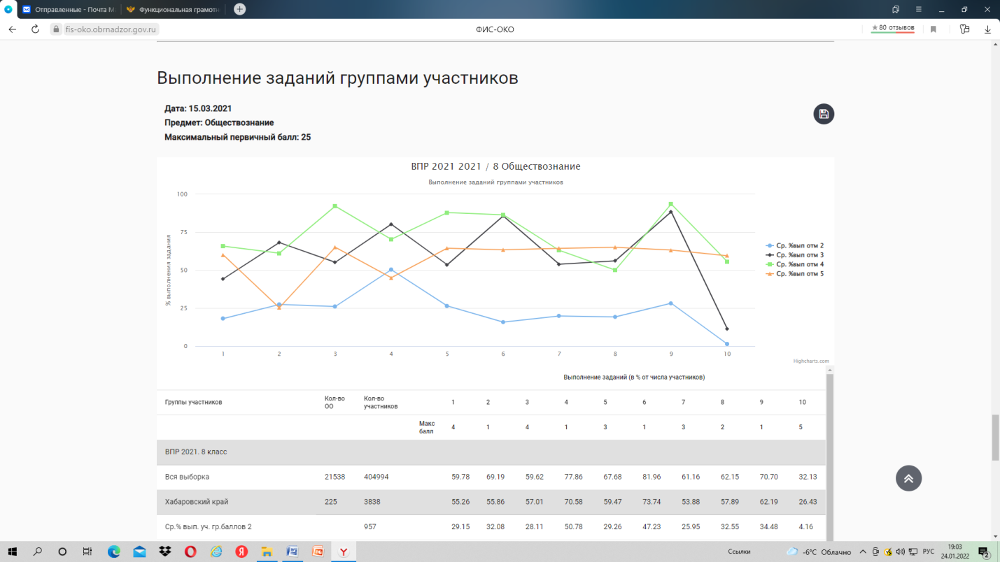 Отправленные - Почта M
Функциональная грамотн
fis-oko.obrnadzor.gov.ru
ФИС-ОКО
★ 80 отзывов
Выполнение заданий группами участников
Дата: 15.03.2021
Предмет: Обществознание
Максимальный первичный балл: 25
ВПР 2021 2021 / 8 Обществознание
Выполнение заданий группами участников
% выполнения задания
100
75
50
25
0
1 2 3 4 5 6 7 8 9 10
Ср. %вып отм 2
Ср. %вып отм 3
Ср. %вып отм 4
Ср. %вып отм 5
Highcharts.com
Выполнение заданий (в % от числа участников)
Группы участников Кол-во ОО Кол-во участников 1 2 3 4 5 6 7 8 9 10
Макс балл 4 1 4 1 3 1 3 2 1 5
ВПР 2021. 8 класс
Вся выборка 21538 404994 59.78 69.19 59.62 77.86 67.68 81.96 61.16 62.15 70.70 32.13
Хабаровский край 225 3838 55.26 55.86 57.01 70.58 59.47 73.74 53.88 57.89 62.19 26.43
Ср.% вып. уч. гр.баллов 2 957 29.15 32.08 28.11 50.78 29.26 47.23 25.95 32.55 34.48 4.16
Ссылки
-6°C Облачно
РУС
19:03
24.01.2022
2